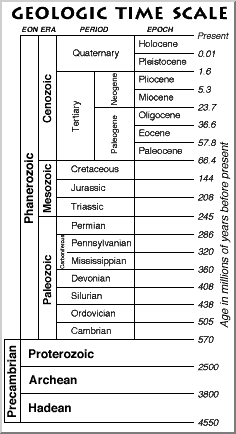 GEOLOGIC TIME SCALE
EON ERA PERIOD EPOCH Present
Holocene
0.01
Quaternary
Pleistocene
1.6
Pliocene
5.3
Neogene
Miocene
23.7
Cenozoic
Tertiary
Oligocene
36.6
Paleogene
Eocene
57.8
Paleocene
66.4
Cretaceous
144
Mesozoic
Jurassic
208
Triassic
245
Phanerozoic
Permian
286
Carboniferous
Pennsylvanian
320
Mississippian
360
Paleozoic
Devonian
408
Silurian
438
Ordovician
505
Cambrian
570
Age in millions of years before present
Precambrian
Proterozoic
2500
Archean
3800
Hadean
4550